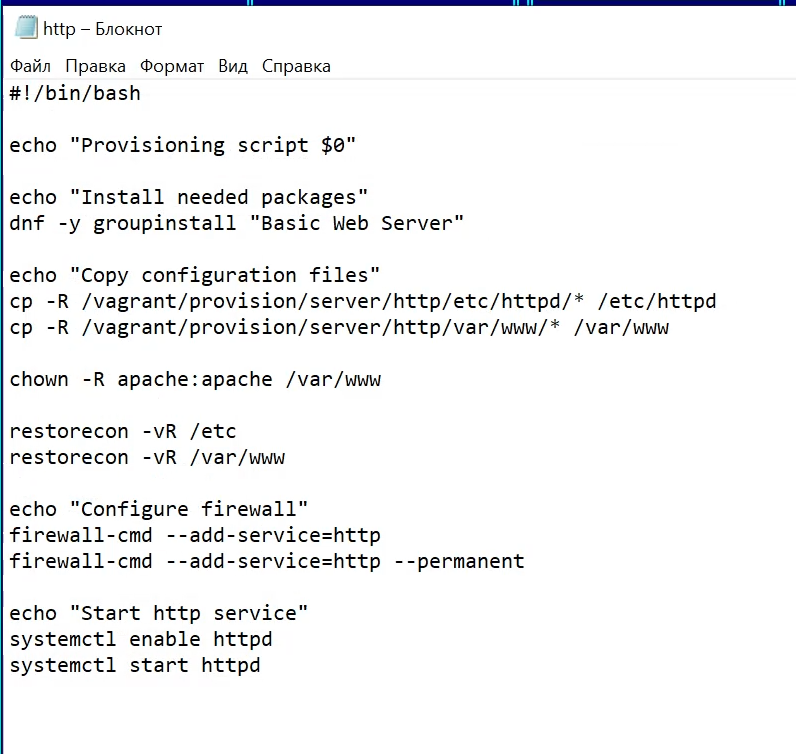 http – Блокнот
Файл Правка Формат Вид Справка
#!/bin/bash
echo "Provisioning script $0"
echo "Install needed packages"
dnf -y groupinstall "Basic Web Server"
echo "Copy configuration files"
cp -R /vagrant/provision/server/http/etc/httpd/* /etc/httpd
cp -R /vagrant/provision/server/http/var/www/* /var/www
chown -R apache:apache /var/www
restorecon -vR /etc
restorecon -vR /var/www
echo "Configure firewall"
firewall-cmd --add-service=http
firewall-cmd --add-service=http --permanent
echo "Start http service"
systemctl enable httpd
systemctl start httpd